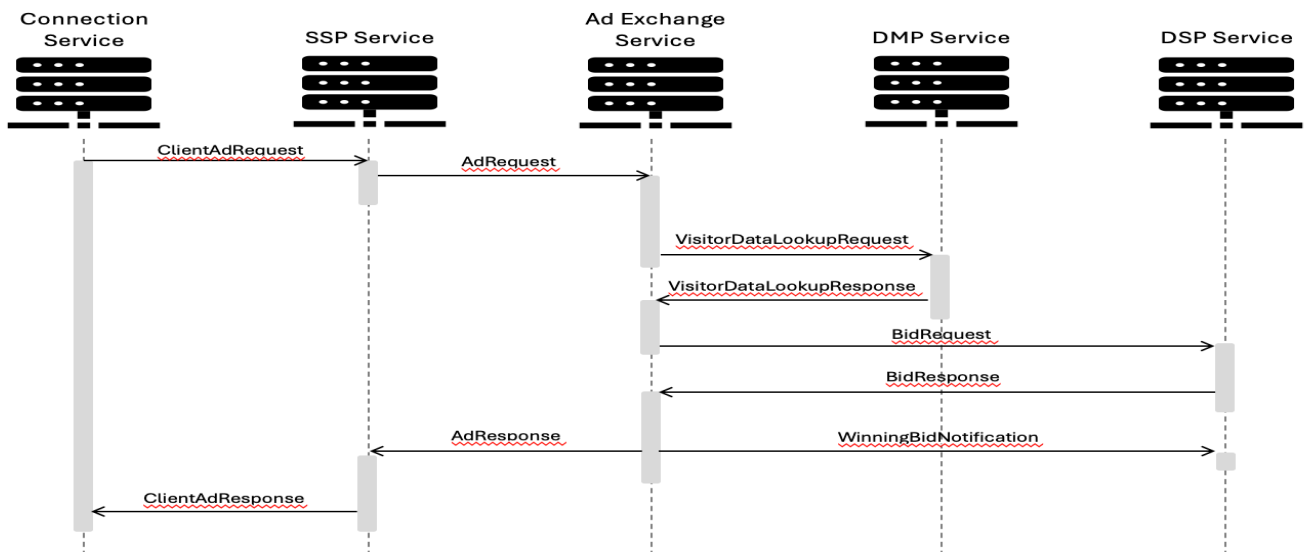 Connection
Service
SSP Service
Ad Exchange
Service
DMP Service
DSP Service
ClientAdRequest
AdRequest
VisitorDataLookupRequest
VisitorDataLookupResponse
BidRequest
BidResponse
AdResponse
WinningBidNotification
ClientAdResponse